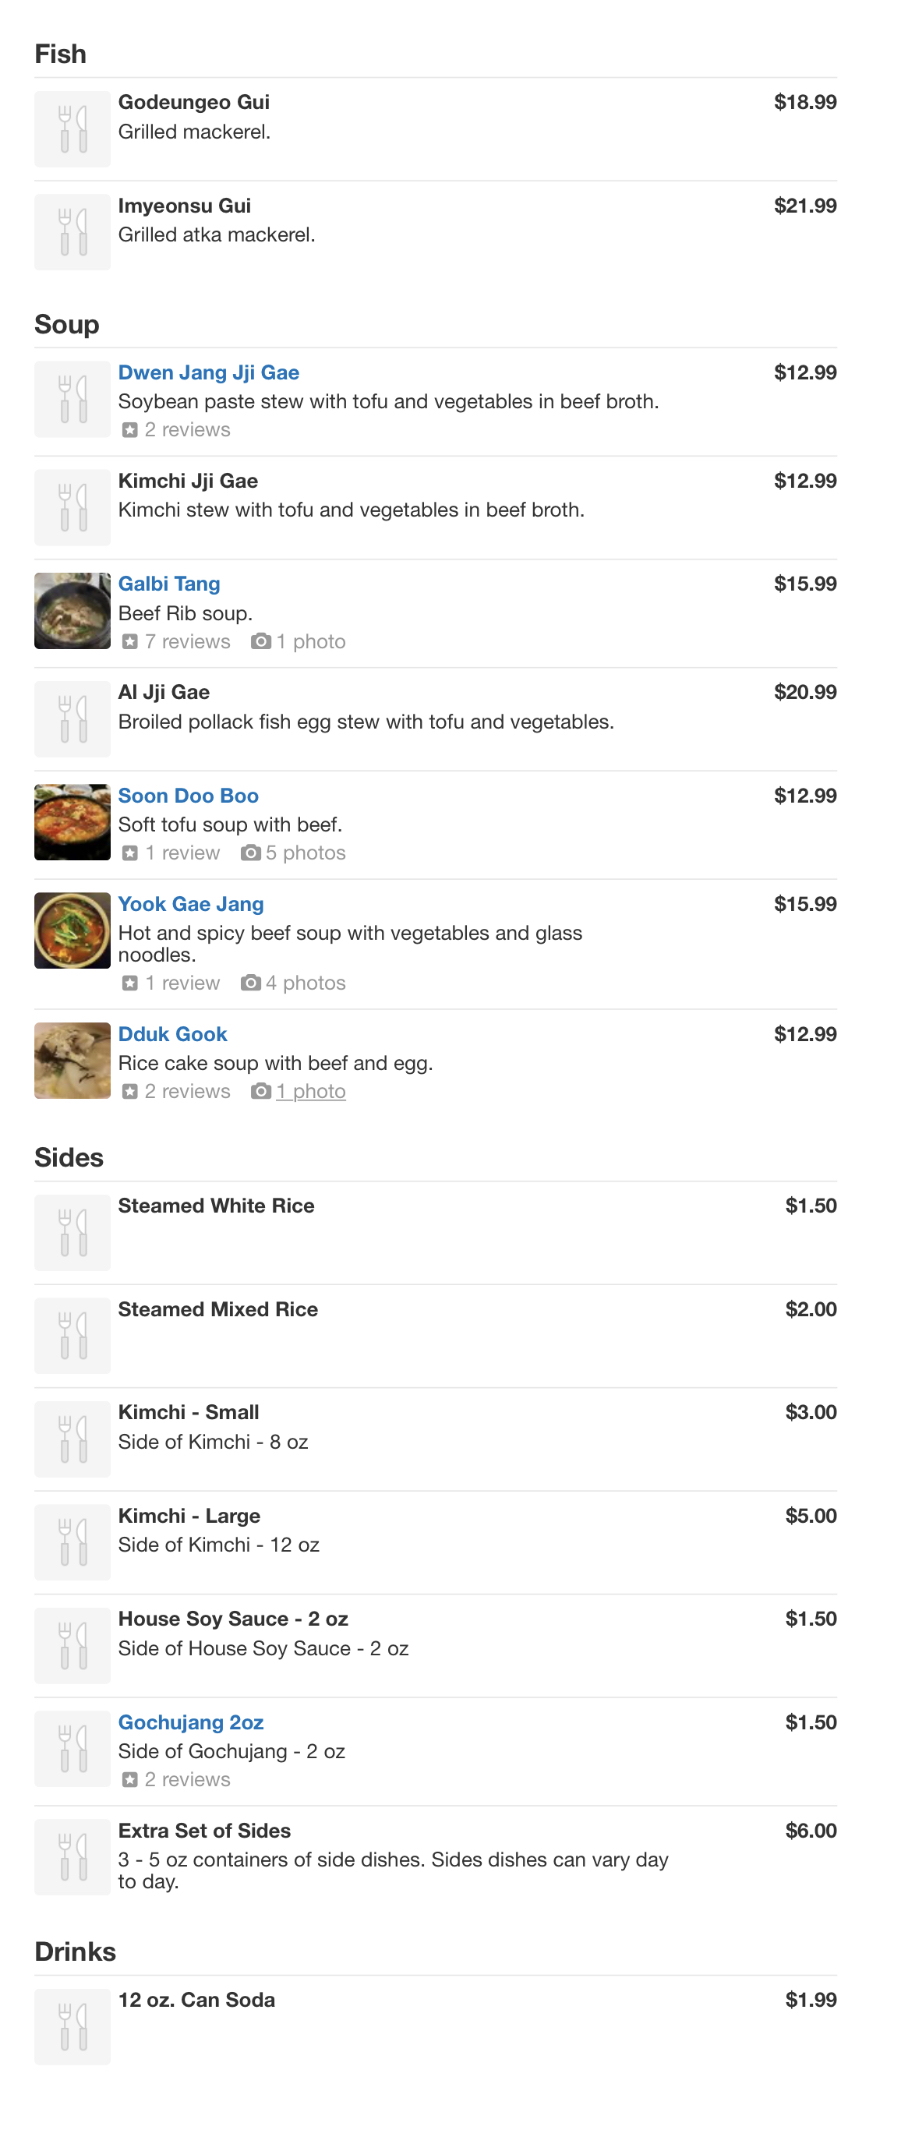 Fish
Godeungeo Gui $18.99
Grilled mackerel.
Imyeonsu Gui $21.99
Grilled atka mackerel.
Soup
Dwen Jang Jji Gae $12.99
Soybean paste stew with tofu and vegetables in beef broth.
2 reviews
Kimchi Jji Gae $12.99
Kimchi stew with tofu and vegetables in beef broth.
Galbi Tang $15.99
Beef Rib soup.
7 reviews 1 photo
Al Jji Gae $20.99
Broiled pollack fish egg stew with tofu and vegetables.
Soon Doo Boo $12.99
Soft tofu soup with beef.
1 review 5 photos
Yook Gae Jang $15.99
Hot and spicy beef soup with vegetables and glass
noodles.
1 review 4 photos
Dduk Gook $12.99
Rice cake soup with beef and egg.
2 reviews 1 photo
Sides
Steamed White Rice $1.50
Steamed Mixed Rice $2.00
Kimchi - Small $3.00
Side of Kimchi - 8 oz
Kimchi - Large $5.00
Side of Kimchi - 12 oz
House Soy Sauce - 2 oz $1.50
Side of House Soy Sauce - 2 oz
Gochujang 2oz $1.50
Side of Gochujang - 2 oz
2 reviews
Extra Set of Sides $6.00
3 - 5 oz containers of side dishes. Sides dishes can vary day
to day.
Drinks
12 oz. Can Soda $1.99